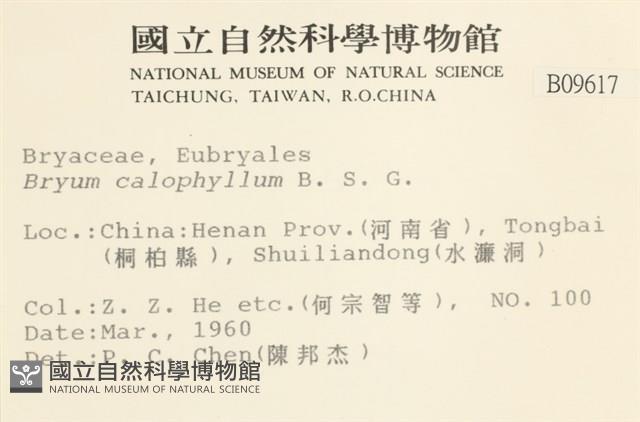 國立自然科學博物館
NATIONAL MUSEUM OF NATURAL SCIENCE
TAICHUNG, TAIWAN, R.O.CHINA
B09617
Bryaceae, Eubryales
Bryum calophyllum B. S. G.
Loc.:China:Henan Prov.(河南省), Tongbai
(桐柏縣), Shuiliandong(水濂洞)
Col.:Z. Z. He etc.(何宗智等), NO. 100
Date:Mar., 1960
Det.:P. C. Chen(陳邦杰)
國立自然科學博物館
NATIONAL MUSEUM OF NATURAL SCIENCE